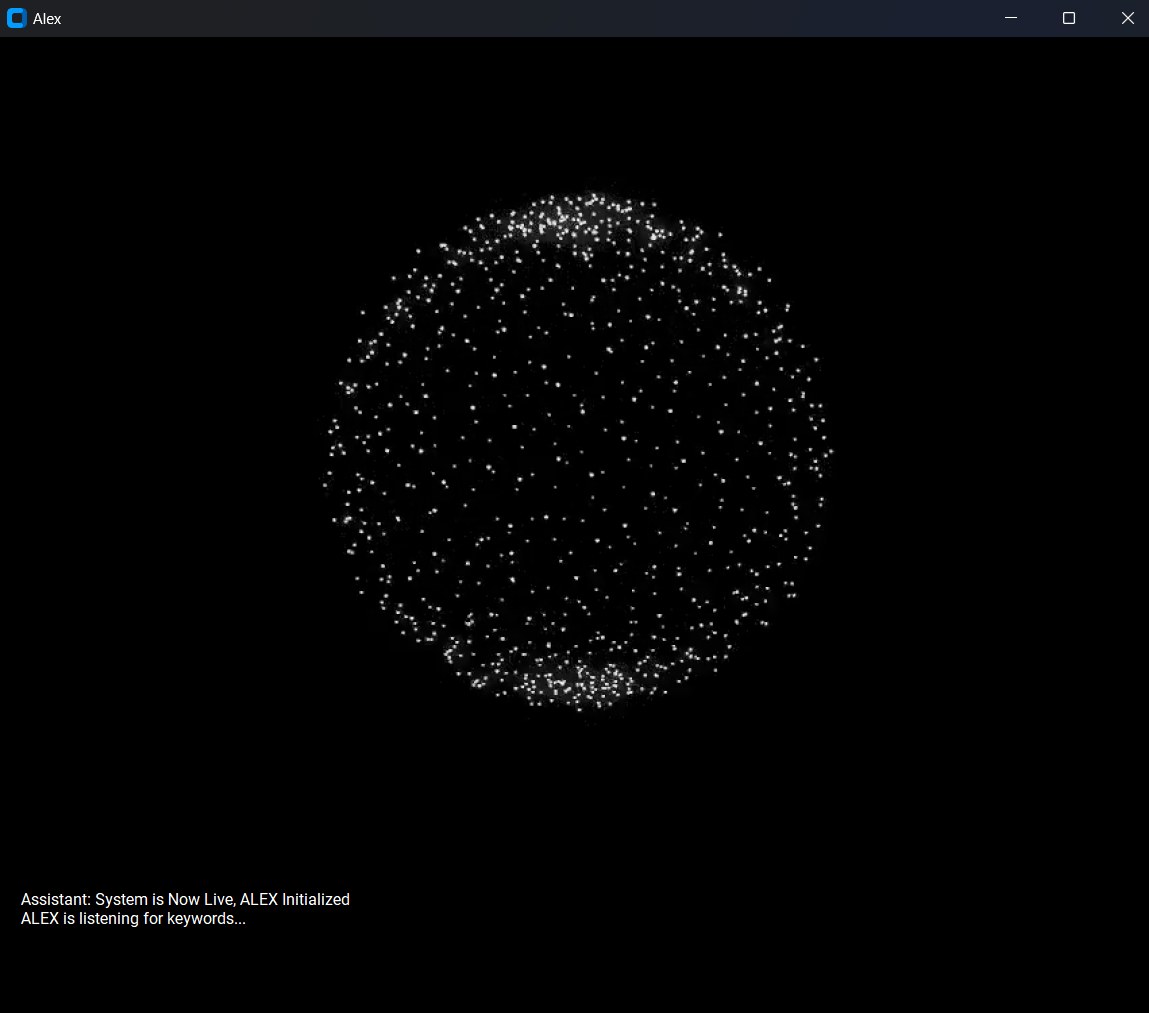 Alex
Assistant: System is Now Live, ALEX Initialized
ALEX is listening for keywords...